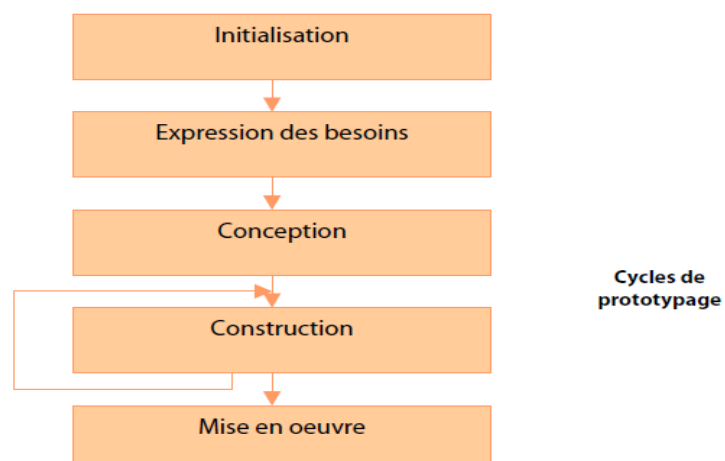 Initialisation
Expression des besoins
Conception
Cycles de
prototypage
Construction
Mise en oeuvre